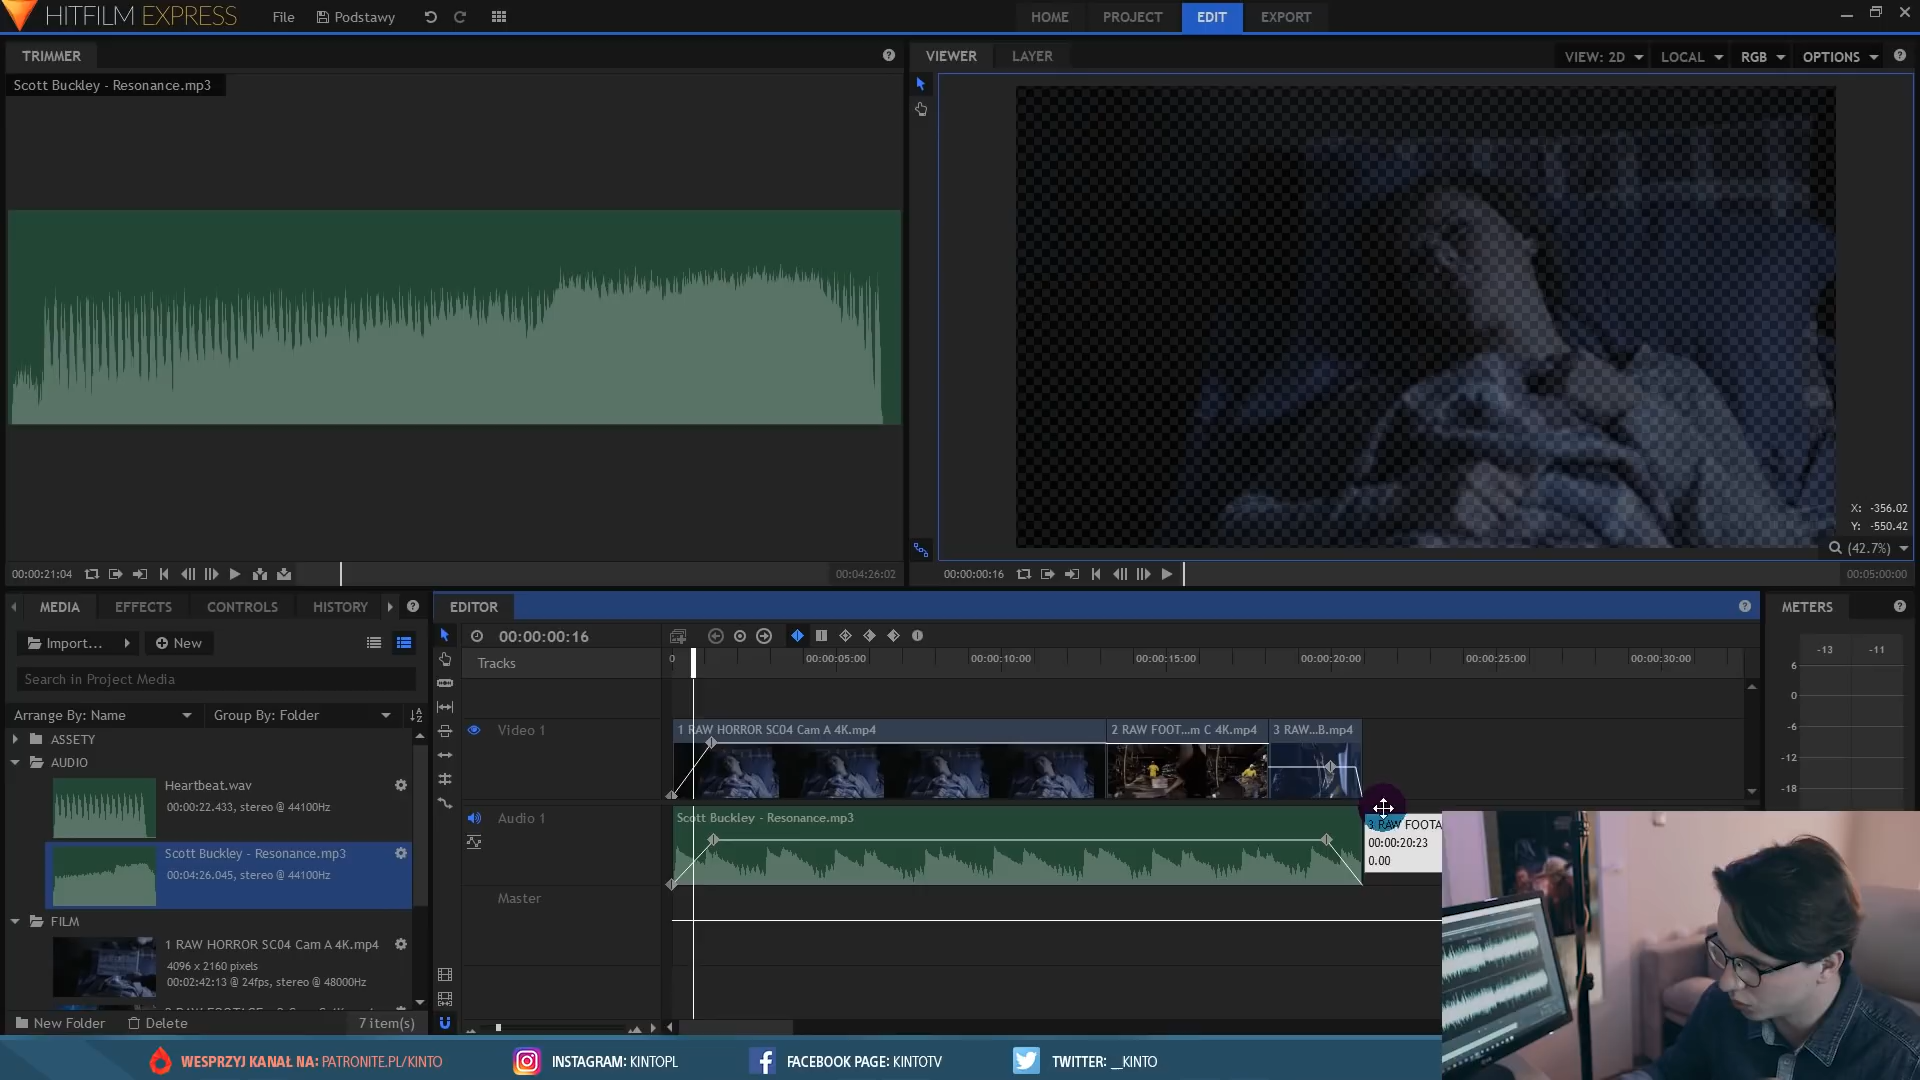 HITFILM EXPRESS
File
Podstawy
HOME
PROJECT
EDIT
EXPORT
TRIMMER
Scott Buckley - Resonance.mp3
VIEWER
LAYER
VIEW: 2D
LOCAL
RGB
OPTIONS
X: -356.02
Y: -550.42
(42.7%)
00:00:21:04
00:04:26:02
00:00:00:16
00:05:00:00
MEDIA
EFFECTS
CONTROLS
HISTORY
EDITOR
METERS
Import...
New
00:00:00:16
Search in Project Media
Tracks
0
00:00:05:00
00:00:10:00
00:00:15:00
00:00:20:00
00:00:25:00
00:00:30:00
-13
-11
6
0
-6
-12
-18
Arrange By: Name
Group By: Folder
ASSETY
AUDIO
Heartbeat.wav
00:00:22.433, stereo @ 44100Hz
Scott Buckley - Resonance.mp3
00:04:26.045, stereo @ 44100Hz
FILM
1 RAW HORROR SC04 Cam A 4K.mp4
4096 x 2160 pixels
00:02:42:13 @ 24fps, stereo @ 48000Hz
New Folder
Delete
7 item(s)
Video 1
1 RAW HORROR SC04 Cam A 4K.mp4
2 RAW FOOT...m C 4K.mp4
3 RAW...B.mp4
Audio 1
Scott Buckley - Resonance.mp3
3 RAW FOOTA
00:00:20:23
0.00
Master
WESPRZYJ KANAŁ NA: PATRONITE.PL/KINTO
INSTAGRAM: KINTOPL
FACEBOOK PAGE: KINTOTV
TWITTER: __KINTO